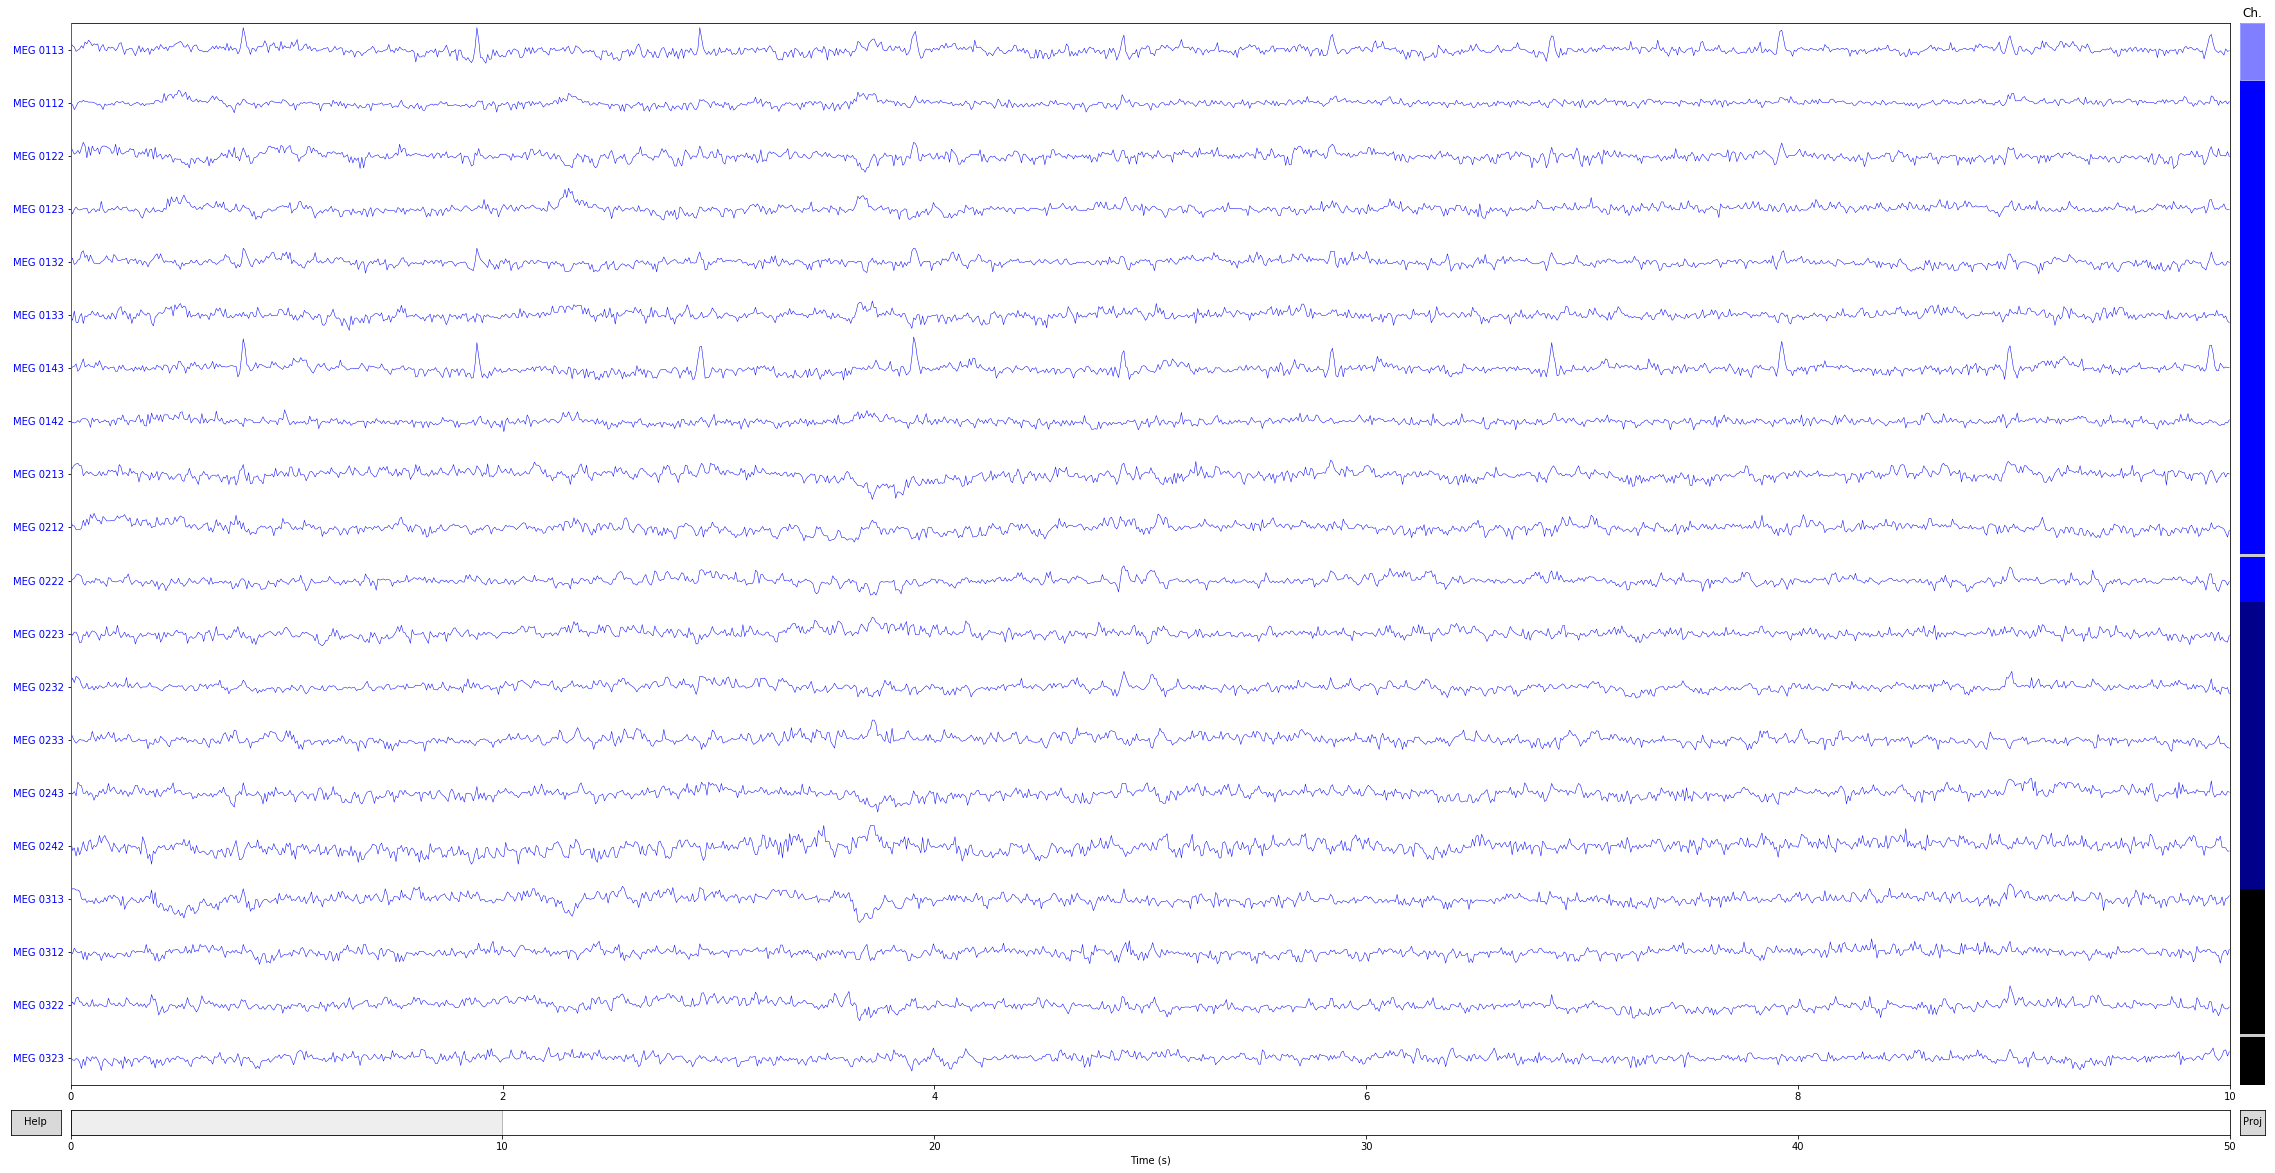 Ch.
MEG 0113
MEG 0112
MEG 0122
MEG 0123
MEG 0132
MEG 0133
MEG 0143
MEG 0142
MEG 0213
MEG 0212
MEG 0222
MEG 0223
MEG 0232
MEG 0233
MEG 0243
MEG 0242
MEG 0313
MEG 0312
MEG 0322
MEG 0323
0 2 4 6 8 10
Help
Proj
0 10 20 30 40 50
Time (s)